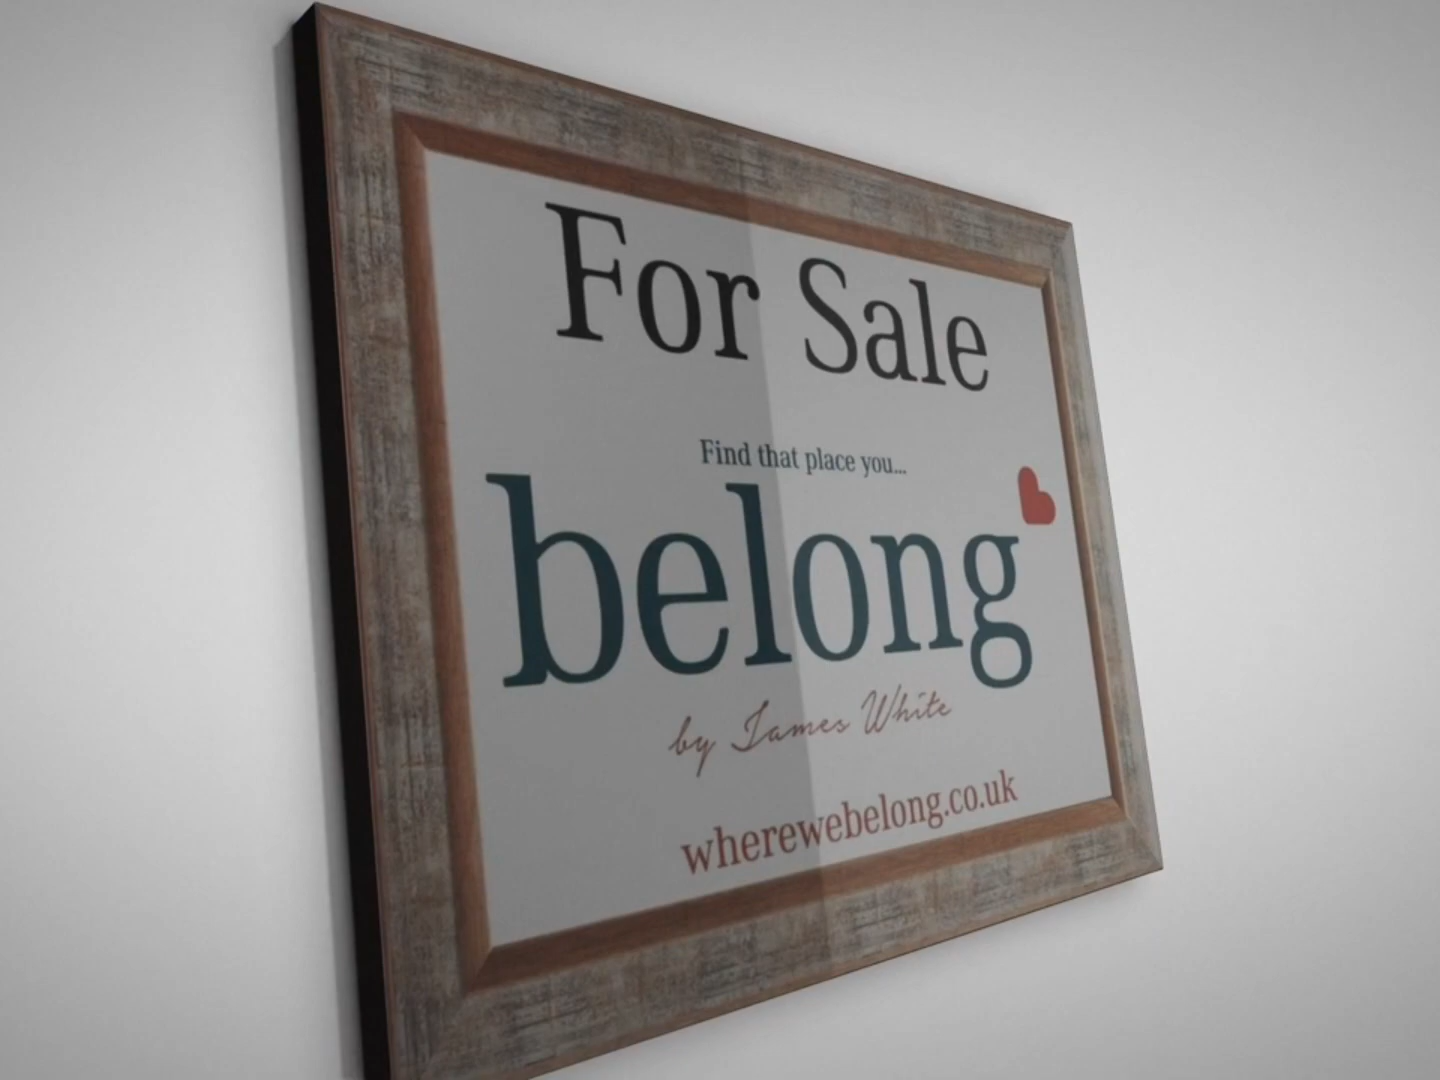 For Sale
Find that place you...
belong
by James White
wherewebelong.co.uk